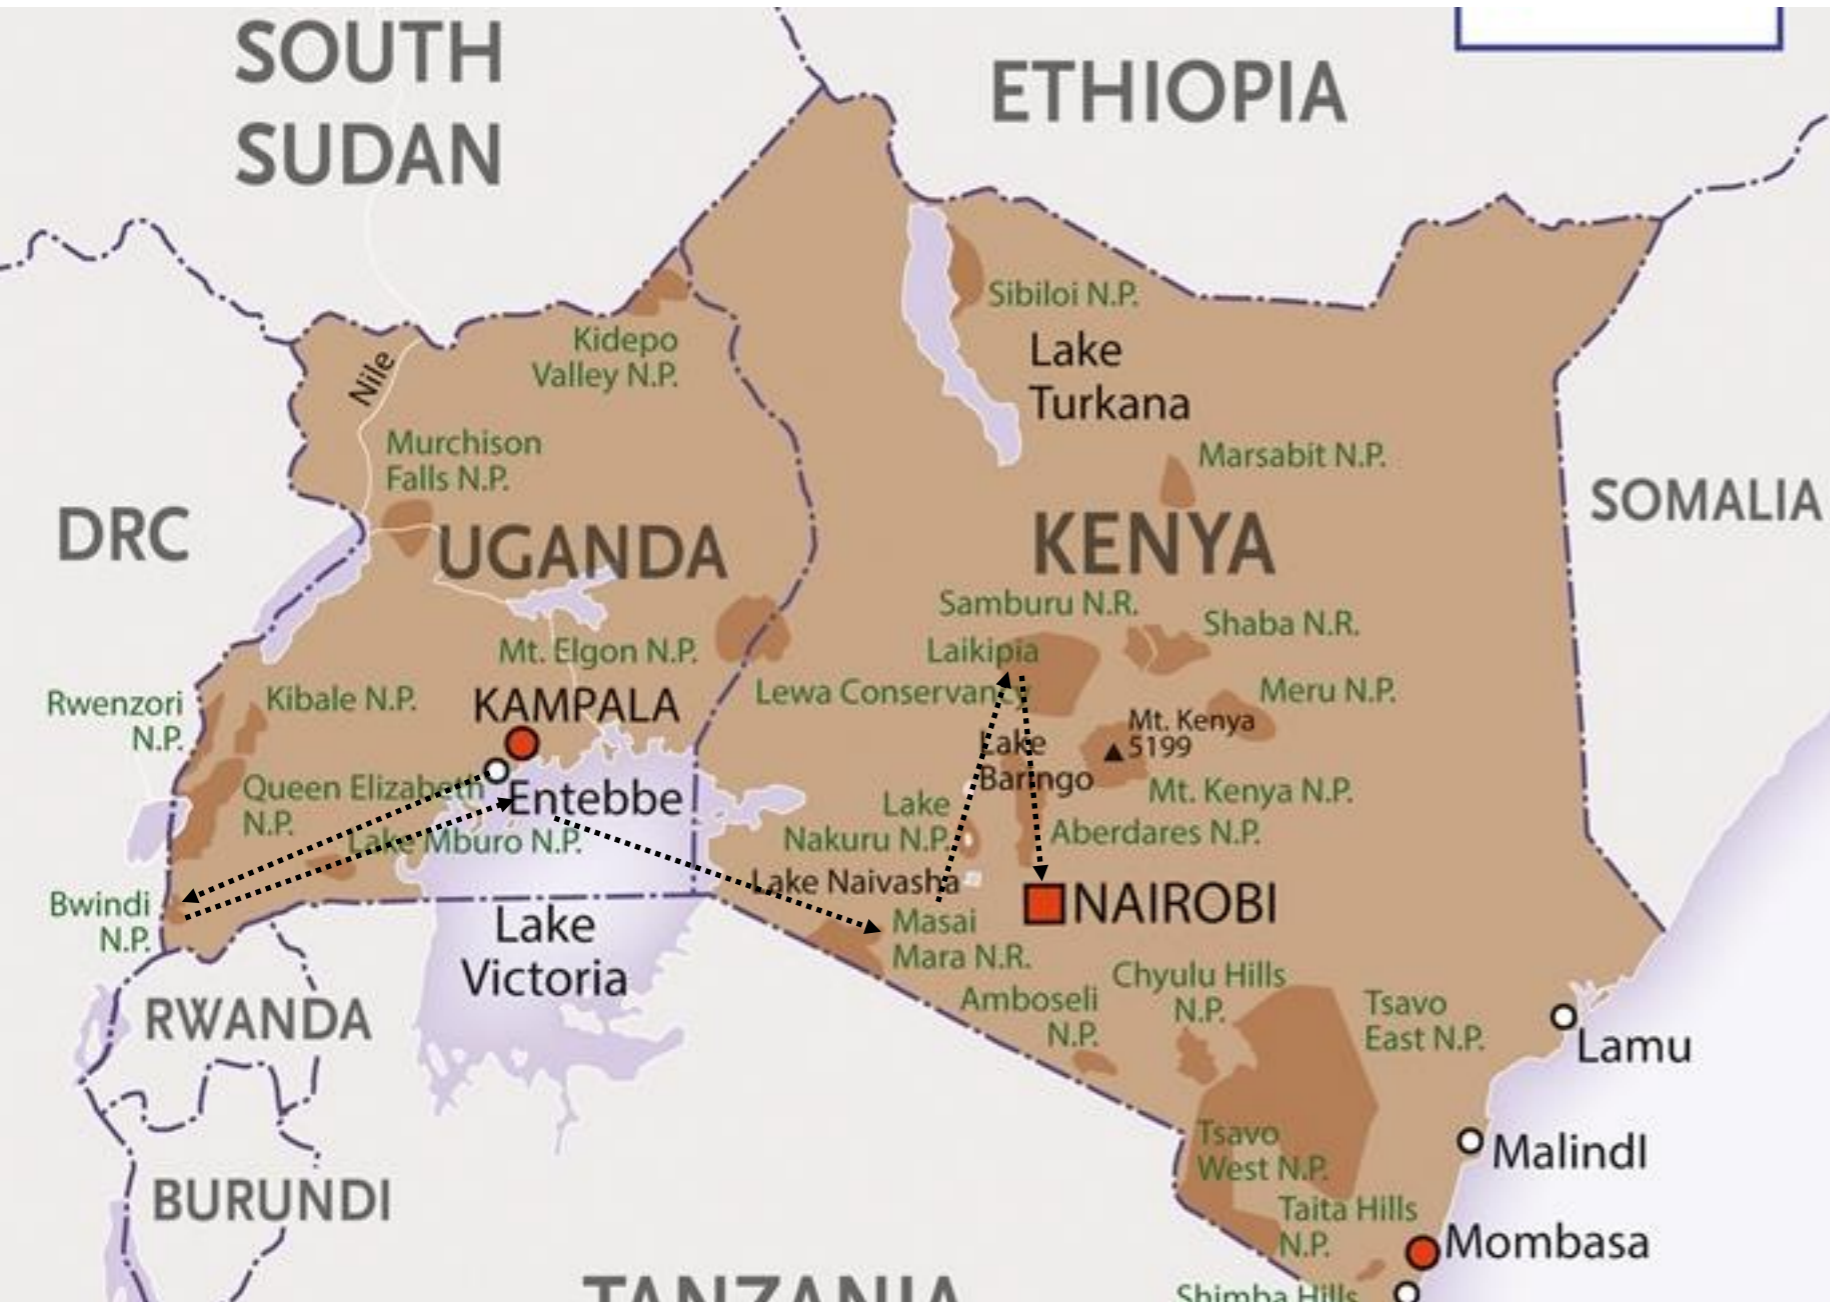 SOUTH
SUDAN
ETHIOPIA
Sibiloi N.P.
Kidepo
Valley N.P.
Nile
Lake
Turkana
Murchison
Falls N.P.
Marsabit N.P.
DRC
UGANDA
KENYA
SOMALIA
Samburu N.R.
Shaba N.R.
Mt. Elgon N.P.
Laikipia
Lewa Conservancy
Rwenzori
N.P.
Kibale N.P.
KAMPALA
Meru N.P.
Mt. Kenya
5199
Lake
Baringo
Queen Elizabeth
N.P.
Entebbe
Mt. Kenya N.P.
Lake
Nakuru N.P.
Lake Mburo N.P.
Aberdares N.P.
Lake Naivasha
Bwindi
N.P.
NAIROBI
Lake
Victoria
Masai
Mara N.R.
RWANDA
Amboseli
N.P.
Chyulu Hills
N.P.
Tsavo
East N.P.
Lamu
Tsavo
West N.P.
MalindI
BURUNDI
Taita Hills
N.P.
Mombasa
TANZANIA
Shimba Hills